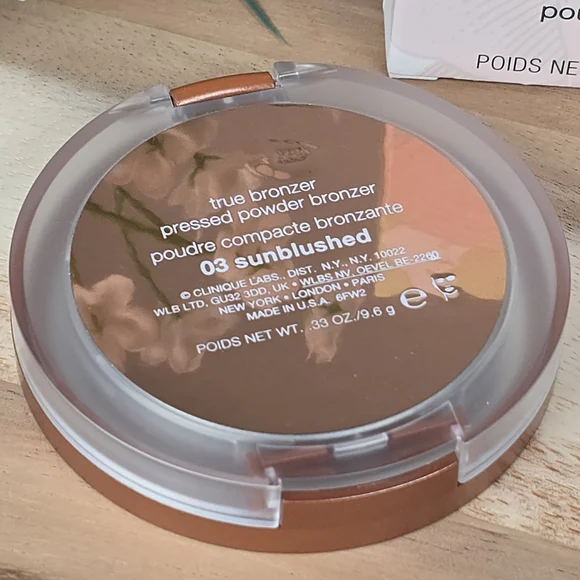 POIDS NE
true bronzer
pressed powder bronzer
poudre compacte bronzante
03 sunblushed
© CLINIQUE LABS., DIST. N.Y., N.Y. 10022
WLB LTD, GU32 3DD, UK • WLBS NV, OEVEL BE-2260
NEW YORK • LONDON • PARIS
MADE IN U.S.A. 6FW2
POIDS NET WT. .33 OZ./9.6 g e